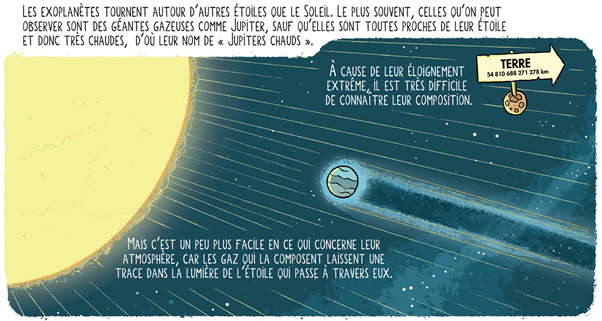 Les exoplanètes tournent autour d'autres étoiles que le Soleil. Le plus souvent, celles qu'on peut
observer sont des géantes gazeuses comme Jupiter, sauf qu'elles sont toutes proches de leur étoile
et donc très chaudes, d'où leur nom de « Jupiters chauds ».
À cause de leur éloignement
extrême, il est très difficile
de connaître leur composition.
TERRE
54 810 688 271 278 km
Mais c'est un peu plus facile en ce qui concerne leur
atmosphère, car les gaz qui la composent laissent une
trace dans la lumière de l'étoile qui passe à travers eux.